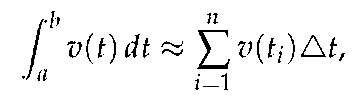 ∫_a^b v(t) dt ≈ ∑_{i=1}^n v(t_i)△t,